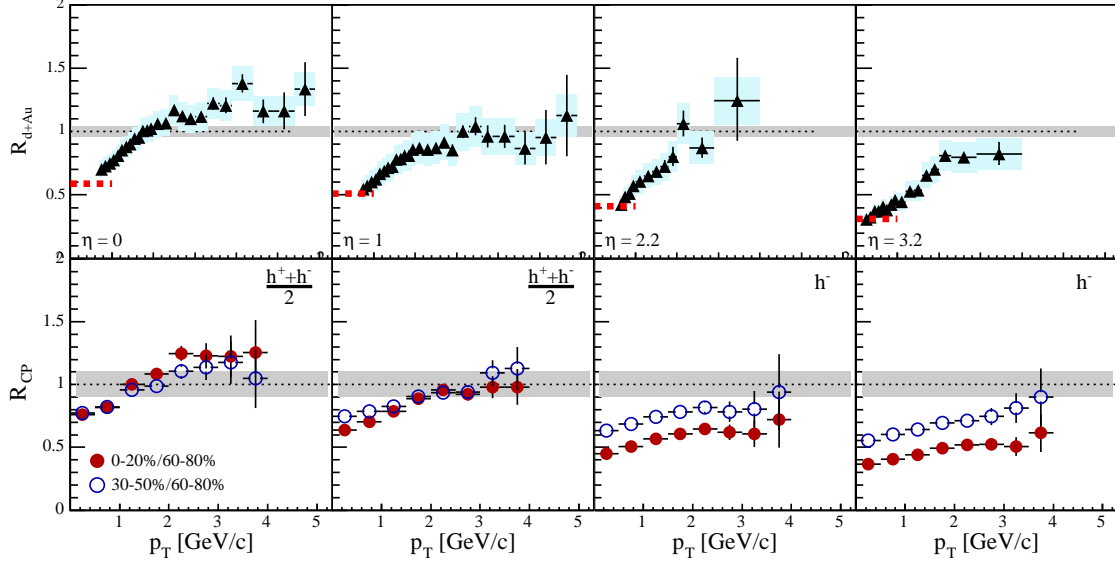 2
1.5
1
0.5
R_{d+Au}
η = 0
η = 1
η = 2.2
η = 3.2
2
1.5
1
0.5
0
R_{CP}
h⁺+h⁻
2
h⁺+h⁻
2
h⁻
h⁻
0-20%/60-80%
30-50%/60-80%
1 2 3 4 5 1 2 3 4 5 1 2 3 4 5 1 2 3 4 5
p_T [GeV/c] p_T [GeV/c] p_T [GeV/c] p_T [GeV/c]